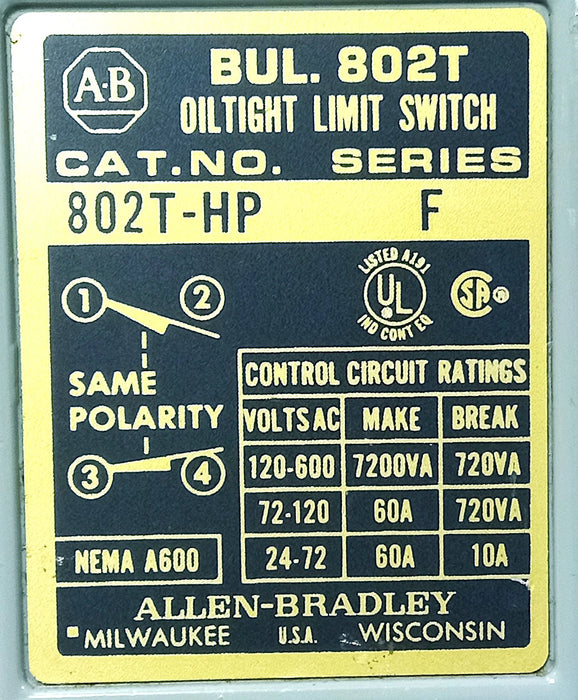 A-B
BUL. 802T
OILTIGHT LIMIT SWITCH
CAT.NO. SERIES
802T-HP F
LISTED A191
UL
IND CONT EQ
SA
1 2
SAME
POLARITY
3 4
CONTROL CIRCUIT RATINGS
VOLTS AC MAKE BREAK
120-600 7200VA 720VA
72-120 60A 720VA
24-72 60A 10A
NEMA A600
ALLEN-BRADLEY
MILWAUKEE U.S.A. WISCONSIN